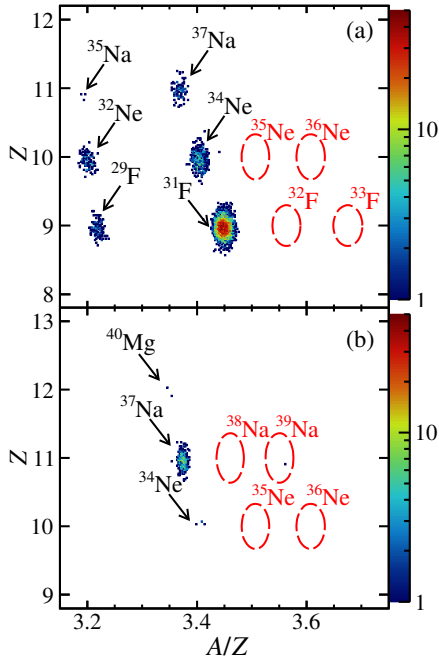 12
(a)
³⁵Na
³⁷Na
11
³²Ne
³⁴Ne
³⁵Ne
³⁶Ne
10
10
Z
²⁹F
³¹F
³²F
³³F
9
8
1
13
(b)
⁴⁰Mg
12
³⁷Na
³⁸Na
³⁹Na
11
Z
³⁴Ne
³⁵Ne
³⁶Ne
10
10
9
1
3.2
3.4
3.6
A/Z